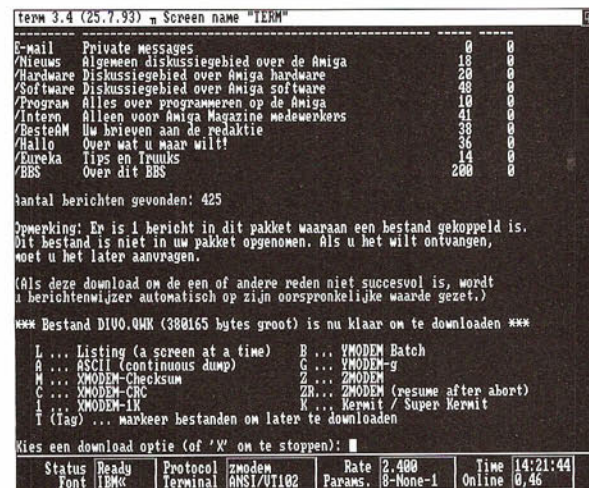 term 3.4 (25.7.93) m Screen name "TERM"
E-mail Private messages 0 0
/Nieuws Algemeen diskussiegebied over de Amiga 18 0
/Hardware Diskussiegebied over Amiga hardware 20 0
/Software Diskussiegebied over Amiga software 48 0
/Program Alles over programmeren op de Amiga 10 0
/Intern Alleen voor Amiga Magazine medewerkers 41 0
/BesteAM Uw brieven aan de redaktie 38 0
/Hallo Over wat u maar wilt! 36 0
/Eureka Tips en Truuks 14 0
/BBS Over dit BBS 200 0
Aantal berichten gevonden: 425
Opmerking: Er is 1 bericht in dit pakket waaraan een bestand gekoppeld is.
Dit bestand is niet in uw pakket opgenomen. Als u het wilt ontvangen,
moet u het later aanvragen.
(Als deze download om de een of andere reden niet succesvol is, wordt
u berichtenwijzer automatisch op zijn oorspronkelijke waarde gezet.)
*** Bestand DIVO.QWK (380165 bytes groot) is nu klaar om te downloaden ***
L ... Listing (a screen at a time) B ... YMODEM Batch
A ... ASCII (continuous dump) G ... YMODEM-g
M ... XMODEM-Checksum Z ... ZMODEM
C ... XMODEM-CRC ZR... ZMODEM (resume after abort)
1 ... XMODEM-1K K ... Kermit / Super Kermit
T (Tag) ... markeer bestanden om later te downloaden
Kies een download optie (of 'X' om te stoppen):
Status Ready Protocol zmodem Rate 2.400 Time 14:21:44
Font IBM« Terminal ANSI/VT102 Params. 8-None-1 Online 0,46